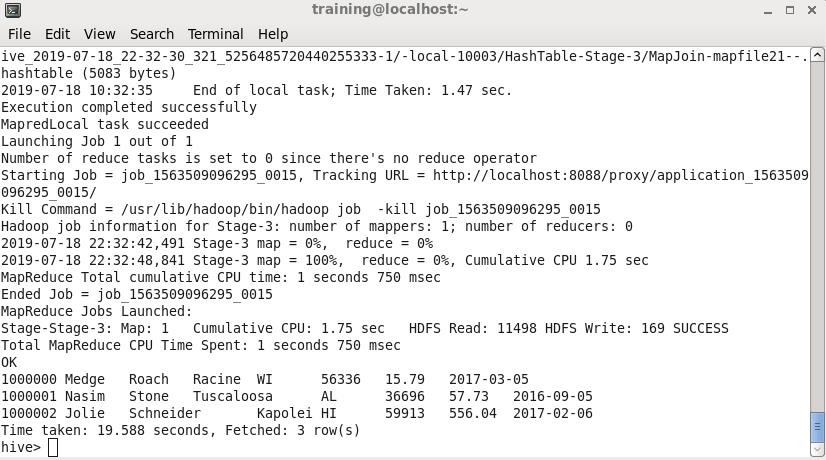 training@localhost:~
File Edit View Search Terminal Help
ive_2019-07-18_22-32-30_321_5256485720440255333-1/-local-10003/HashTable-Stage-3/MapJoin-mapfile21--.
hashtable (5083 bytes)
2019-07-18 10:32:35     End of local task; Time Taken: 1.47 sec.
Execution completed successfully
MapredLocal task succeeded
Launching Job 1 out of 1
Number of reduce tasks is set to 0 since there's no reduce operator
Starting Job = job_1563509096295_0015, Tracking URL = http://localhost:8088/proxy/application_1563509
096295_0015/
Kill Command = /usr/lib/hadoop/bin/hadoop job  -kill job_1563509096295_0015
Hadoop job information for Stage-3: number of mappers: 1; number of reducers: 0
2019-07-18 22:32:42,491 Stage-3 map = 0%,  reduce = 0%
2019-07-18 22:32:48,841 Stage-3 map = 100%,  reduce = 0%, Cumulative CPU 1.75 sec
MapReduce Total cumulative CPU time: 1 seconds 750 msec
Ended Job = job_1563509096295_0015
MapReduce Jobs Launched:
Stage-Stage-3: Map: 1   Cumulative CPU: 1.75 sec   HDFS Read: 11498 HDFS Write: 169 SUCCESS
Total MapReduce CPU Time Spent: 1 seconds 750 msec
OK
1000000 Medge   Roach   Racine  WI      56336   15.79   2017-03-05
1000001 Nasim   Stone   Tuscaloosa      AL      36696   57.73   2016-09-05
1000002 Jolie   Schneider       Kapolei HI      59913   556.04  2017-02-06
Time taken: 19.588 seconds, Fetched: 3 row(s)
hive>